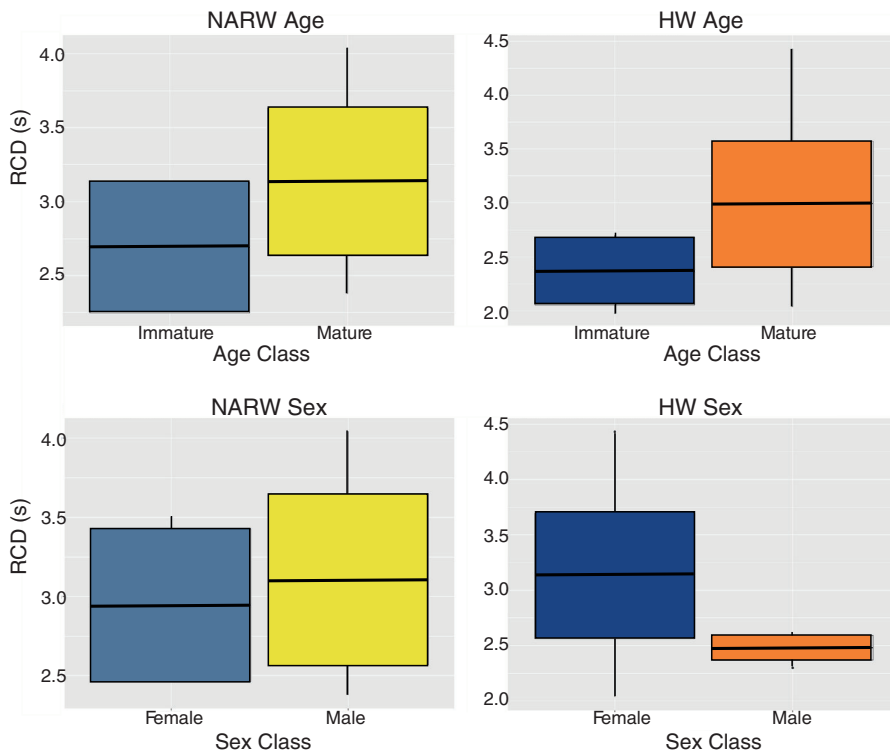 NARW Age
RCD (s)
4.0
3.5
3.0
2.5
Immature
Mature
Age Class
HW Age
4.5
4.0
3.5
3.0
2.5
2.0
Immature
Mature
Age Class
NARW Sex
RCD (s)
4.0
3.5
3.0
2.5
Female
Male
Sex Class
HW Sex
4.5
4.0
3.5
3.0
2.5
2.0
Female
Male
Sex Class